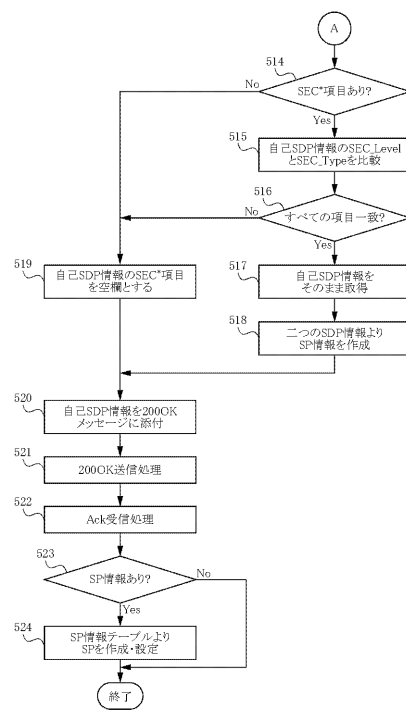 A
514
SEC*項目あり?
No
Yes
515
自己SDP情報のSEC_Level
とSEC_Typeを比較
516
すべての項目一致?
No
Yes
519
自己SDP情報のSEC*項目
を空欄とする
517
自己SDP情報を
そのまま取得
518
二つのSDP情報より
SP情報を作成
520
自己SDP情報を200OK
メッセージに添付
521
200OK送信処理
522
Ack受信処理
523
SP情報あり?
No
Yes
524
SP情報テーブルより
SPを作成・設定
終了